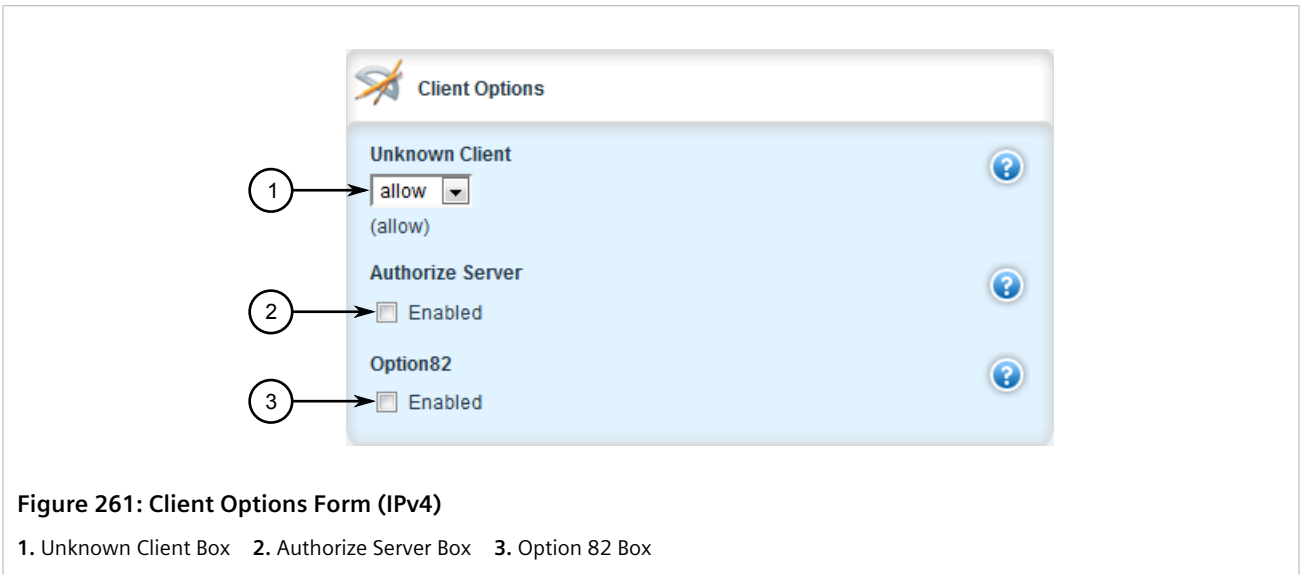 Client Options
Unknown Client
1
allow
(allow)
Authorize Server
2
Enabled
Option82
3
Enabled
Figure 261: Client Options Form (IPv4)
1. Unknown Client Box 2. Authorize Server Box 3. Option 82 Box